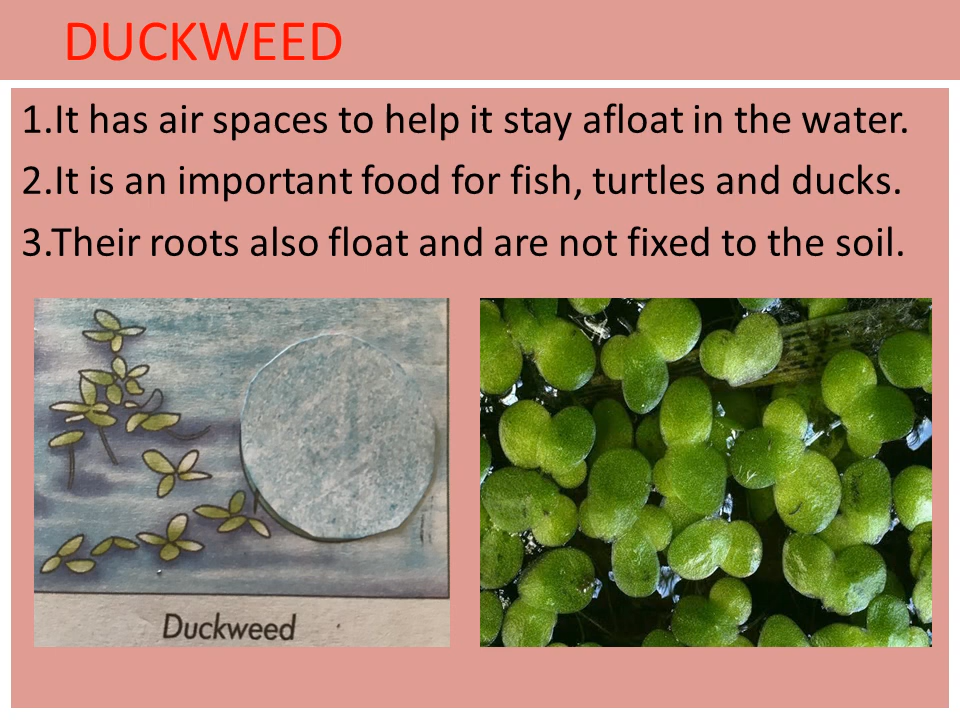 DUCKWEED
1.It has air spaces to help it stay afloat in the water.
2.It is an important food for fish, turtles and ducks.
3.Their roots also float and are not fixed to the soil.
Duckweed